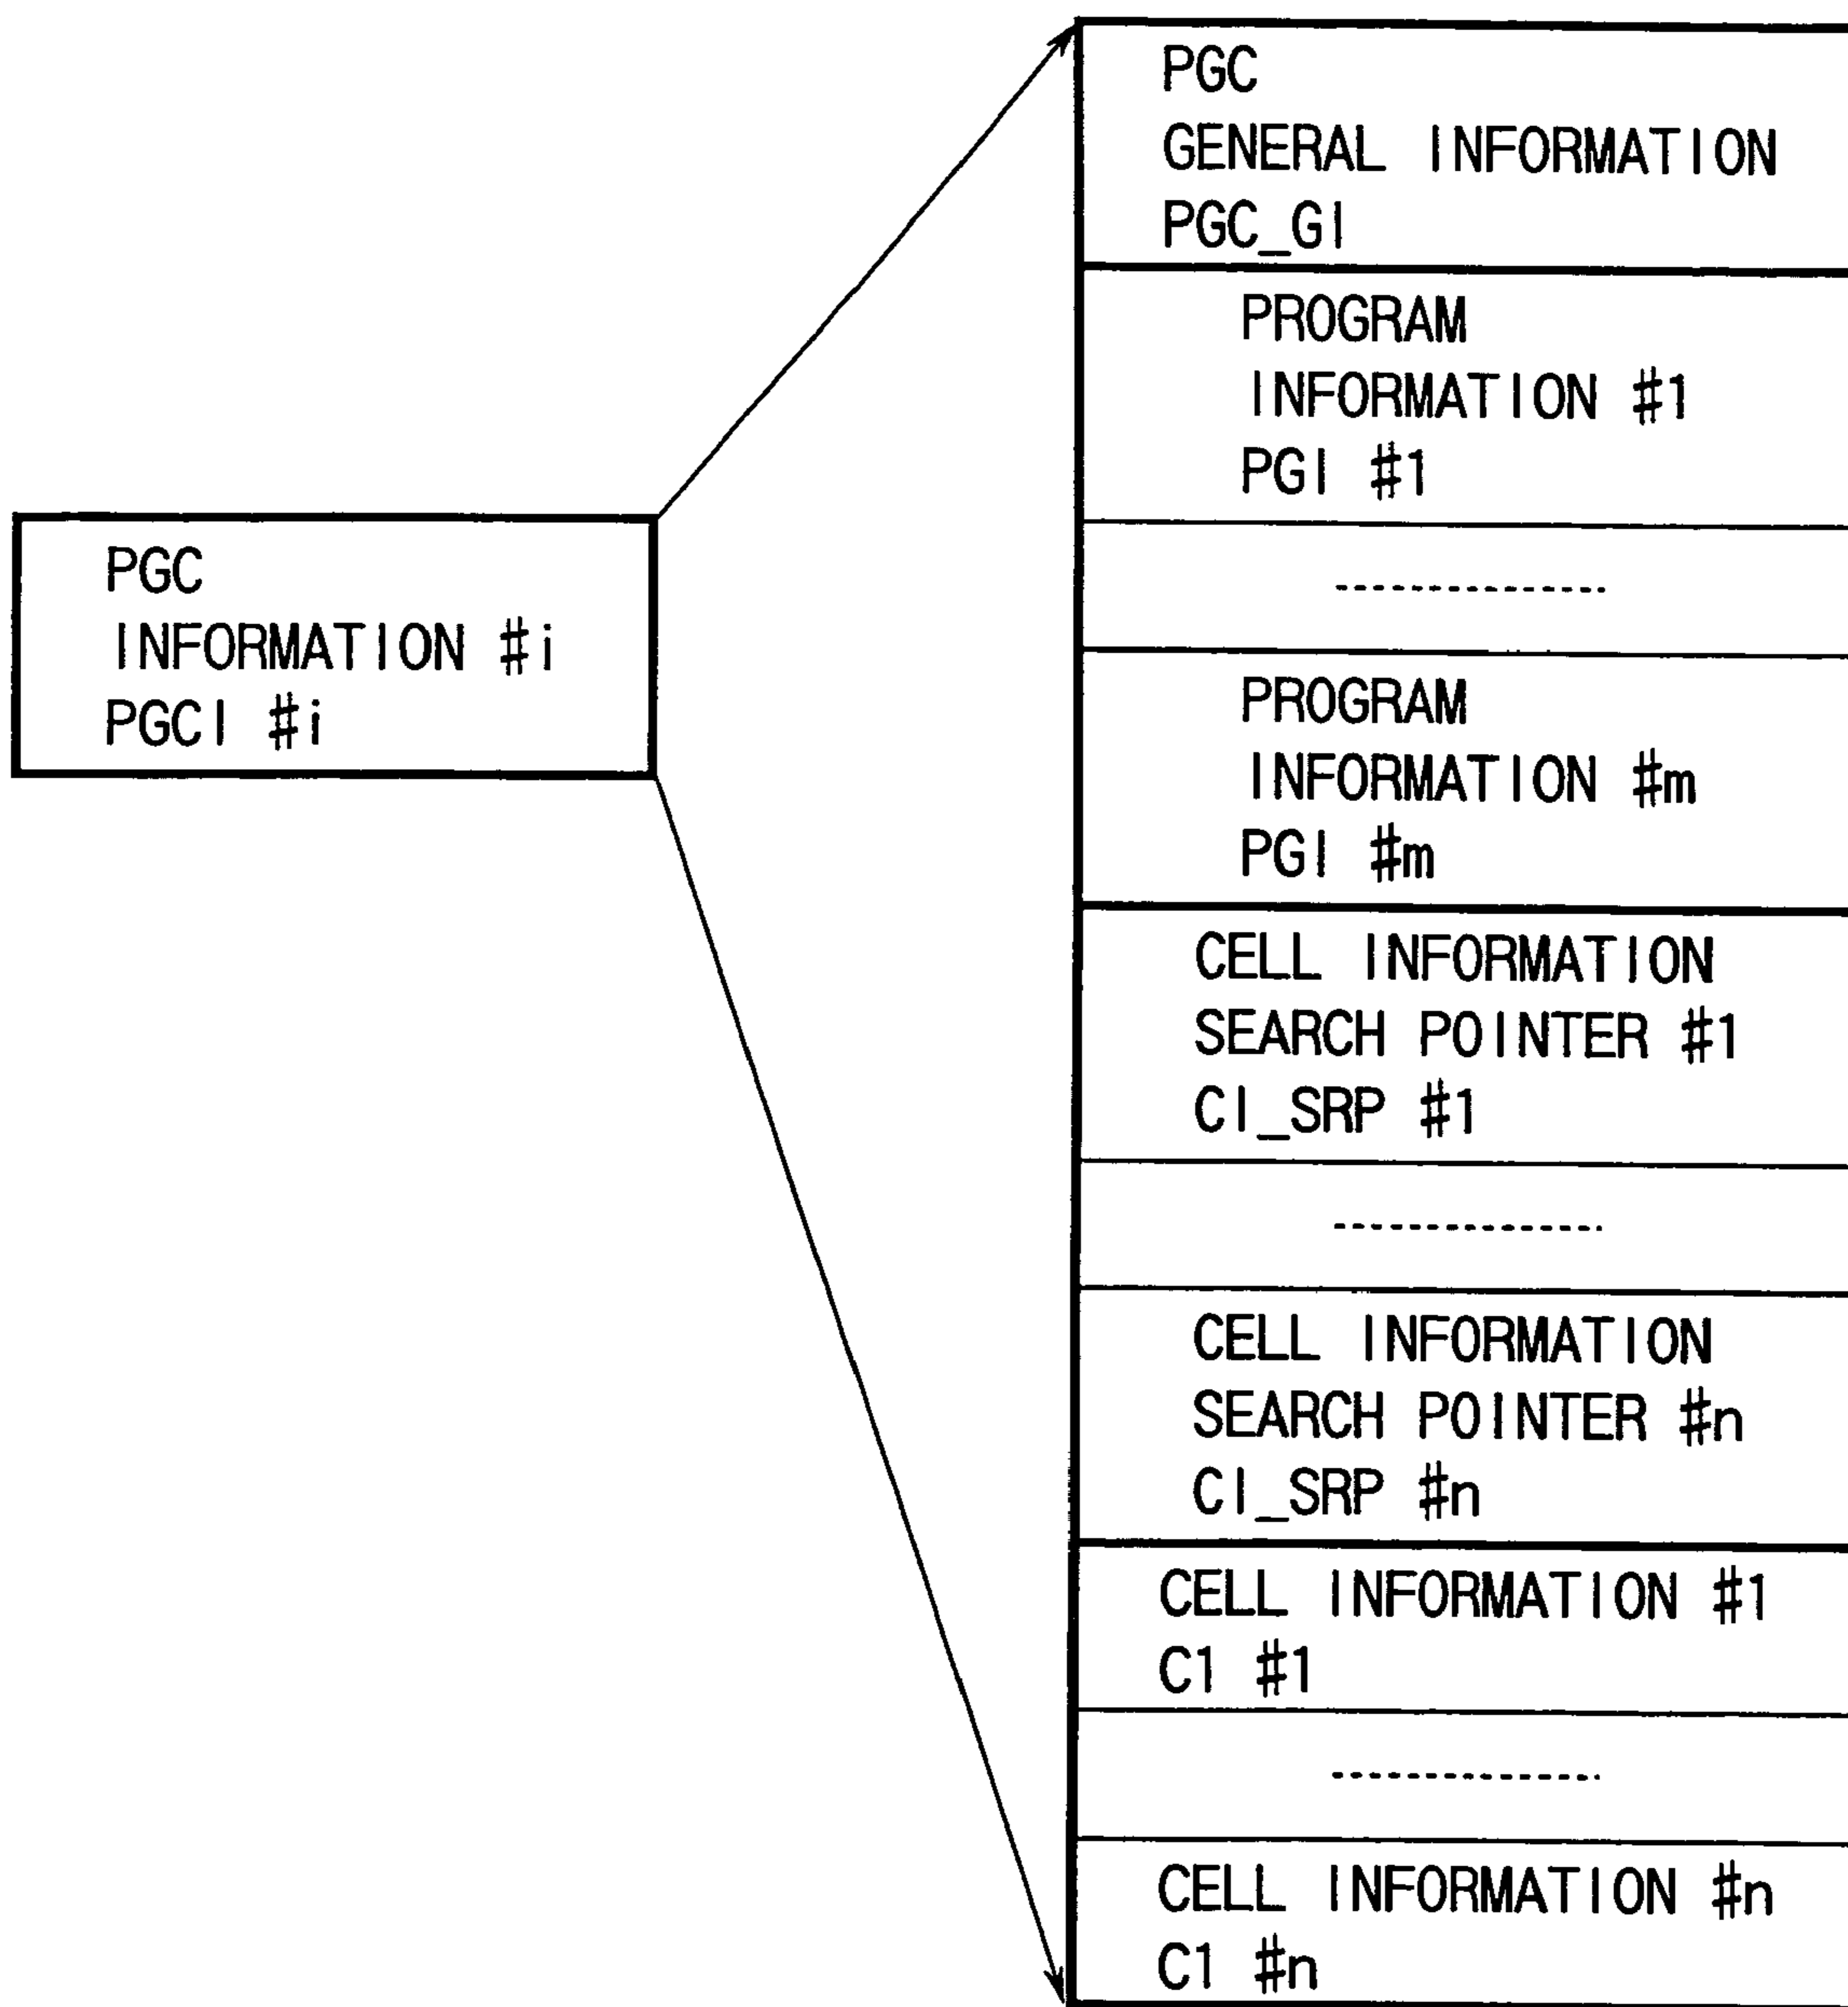 PGC
INFORMATION #i
PGCI #i
PGC
GENERAL INFORMATION
PGC_GI
PROGRAM
INFORMATION #1
PGI #1
PROGRAM
INFORMATION #m
PGI #m
CELL INFORMATION
SEARCH POINTER #1
CI_SRP #1
CELL INFORMATION
SEARCH POINTER #n
CI_SRP #n
CELL INFORMATION #1
C1 #1
CELL INFORMATION #n
C1 #n